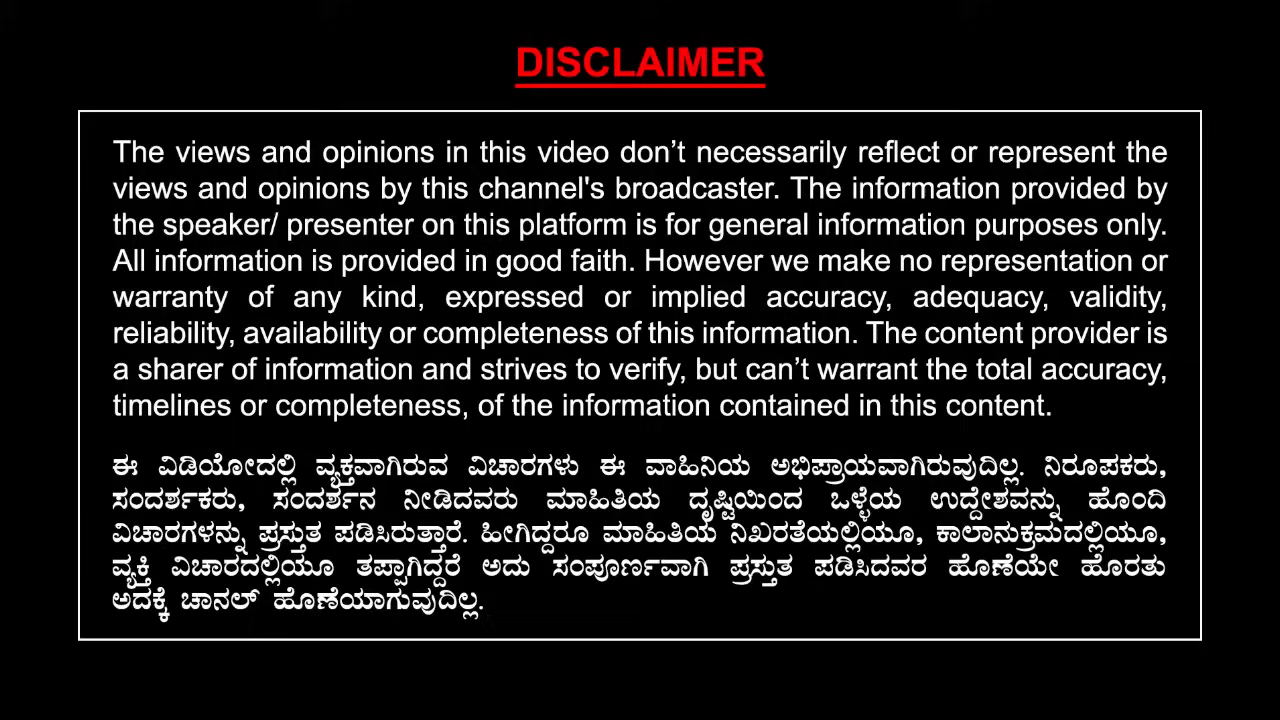 DISCLAIMER
The views and opinions in this video don’t necessarily reflect or represent the
views and opinions by this channel's broadcaster. The information provided by
the speaker/ presenter on this platform is for general information purposes only.
All information is provided in good faith. However we make no representation or
warranty of any kind, expressed or implied accuracy, adequacy, validity,
reliability, availability or completeness of this information. The content provider is
a sharer of information and strives to verify, but can’t warrant the total accuracy,
timelines or completeness, of the information contained in this content.
ಈ ವಿಡಿಯೋದಲ್ಲಿ ವ್ಯಕ್ತವಾಗಿರುವ ವಿಚಾರಗಳು ಈ ವಾಹಿನಿಯ ಅಭಿಪ್ರಾಯವಾಗಿರುವುದಿಲ್ಲ. ನಿರೂಪಕರು,
ಸಂದರ್ಶಕರು, ಸಂದರ್ಶನ ನೀಡಿದವರು ಮಾಹಿತಿಯ ದೃಷ್ಟಿಯಿಂದ ಒಳ್ಳೆಯ ಉದ್ದೇಶವನ್ನು ಹೊಂದಿ
ವಿಚಾರಗಳನ್ನು ಪ್ರಸ್ತುತ ಪಡಿಸಿರುತ್ತಾರೆ. ಹೀಗಿದ್ದರೂ ಮಾಹಿತಿಯ ನಿಖರತೆಯಲ್ಲಿಯೂ, ಕಾಲಾನುಕ್ರಮದಲ್ಲಿಯೂ,
ವ್ಯಕ್ತಿ ವಿಚಾರದಲ್ಲಿಯೂ ತಪ್ಪಾಗಿದ್ದರೆ ಅದು ಸಂಪೂರ್ಣವಾಗಿ ಪ್ರಸ್ತುತ ಪಡಿಸಿದವರ ಹೊಣೆಯೇ ಹೊರತು
ಅದಕ್ಕೆ ಚಾನಲ್ ಹೊಣೆಯಾಗುವುದಿಲ್ಲ.